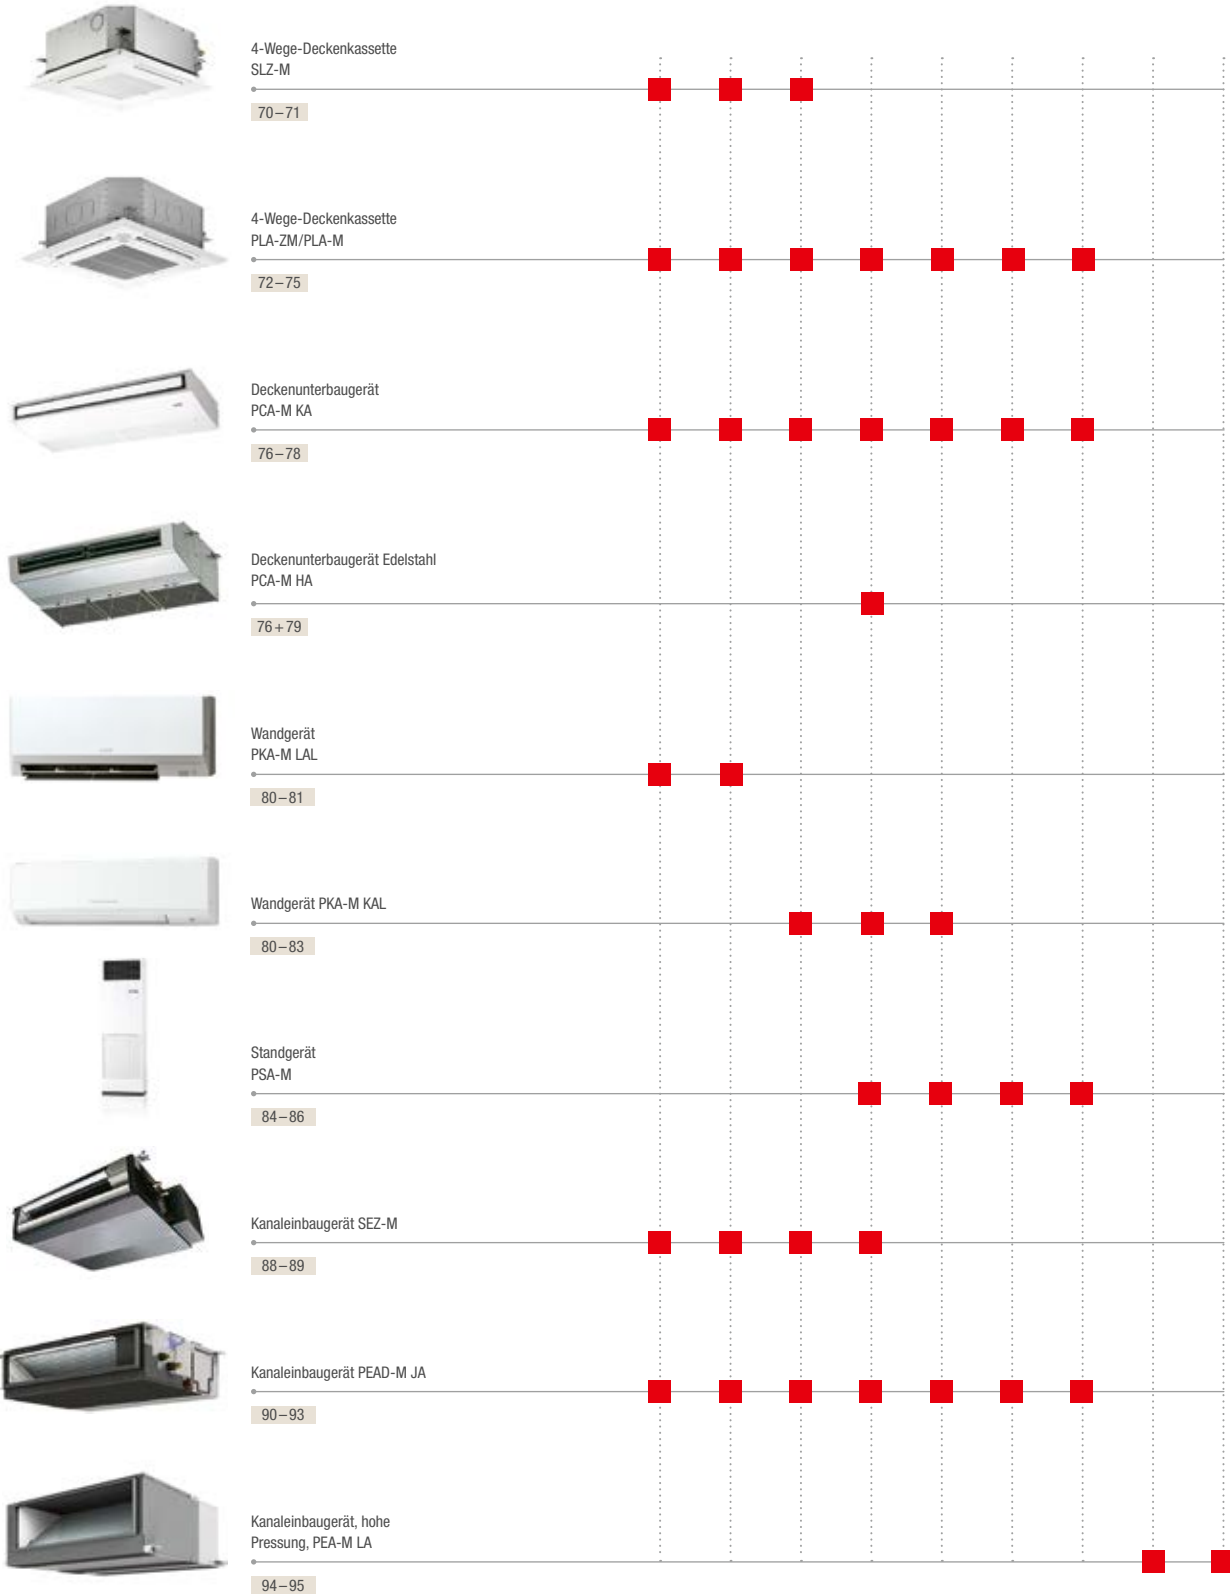 4-Wege-Deckenkassette
SLZ-M
70–71
4-Wege-Deckenkassette
PLA-ZM/PLA-M
72–75
Deckenunterbaugerät
PCA-M KA
76–78
Deckenunterbaugerät Edelstahl
PCA-M HA
76+79
Wandgerät
PKA-M LAL
80–81
Wandgerät PKA-M KAL
80–83
Standgerät
PSA-M
84–86
Kanaleinbaugerät SEZ-M
88–89
Kanaleinbaugerät PEAD-M JA
90–93
Kanaleinbaugerät, hohe
Pressung, PEA-M LA
94–95